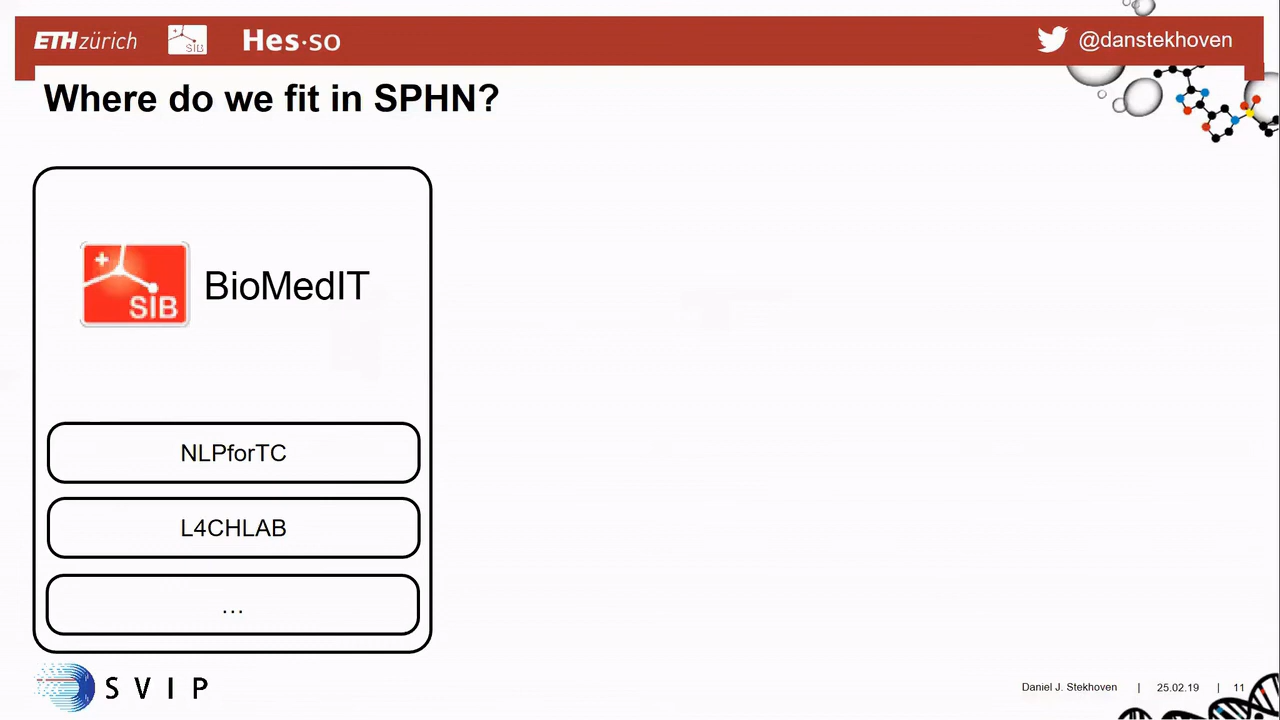 ETH zürich SIB Hes·so @danstekhoven
Where do we fit in SPHN?
SIB BioMedIT
NLPforTC
L4CHLAB
...
SVIP
Daniel J. Stekhoven | 25.02.19 | 11